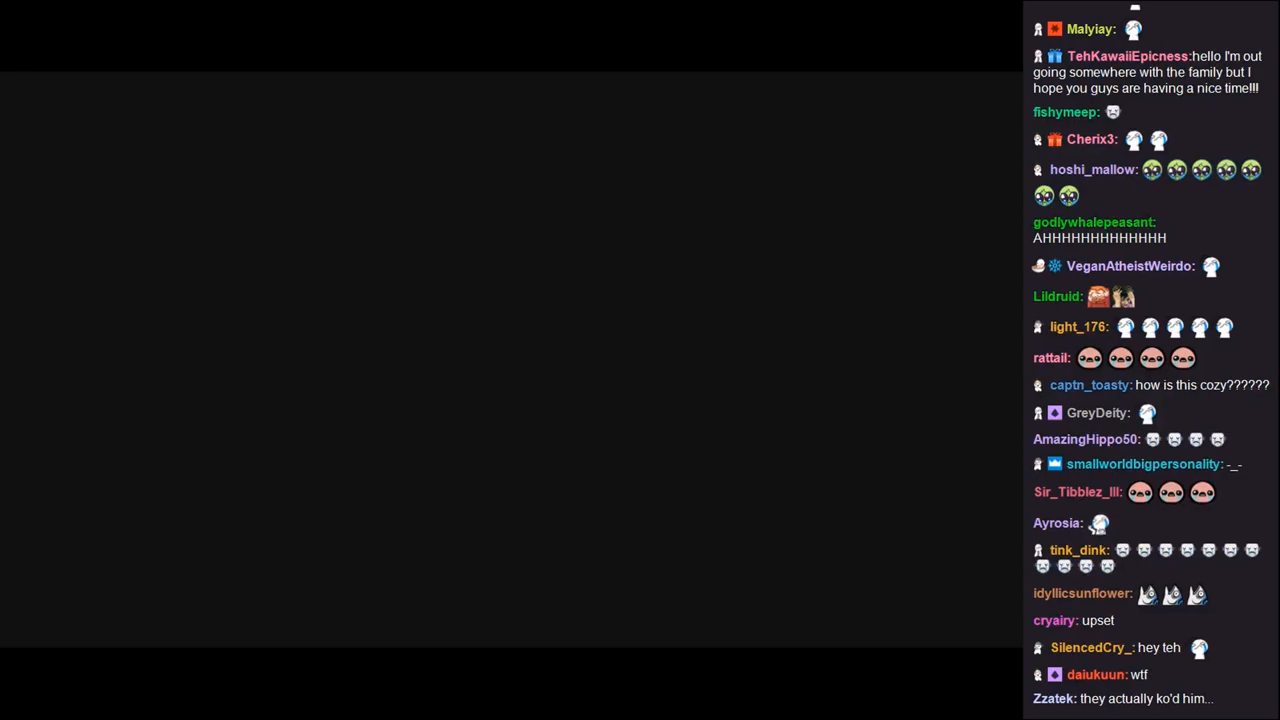 Malyiay:
TehKawaiiEpicness:hello I'm out
going somewhere with the family but I
hope you guys are having a nice time!!!
fishymeep:
Cherix3:
hoshi_mallow:
godlywhalepeasant:
AHHHHHHHHHHHHH
VeganAtheistWeirdo:
Lildruid:
light_176:
rattail:
captn_toasty: how is this cozy??????
GreyDeity:
AmazingHippo50:
smallworldbigpersonality: -_-
Sir_Tibblez_III:
Ayrosia:
tink_dink:
idyllicsunflower:
cryairy: upset
SilencedCry_: hey teh
daiukuun: wtf
Zzatek: they actually ko'd him...